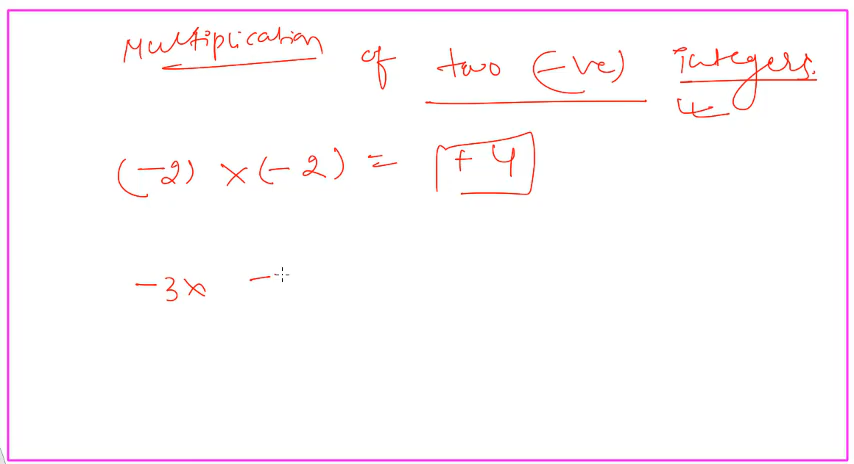 Multiplication of two (-ve) integers.
(-2) × (-2) = +4
-3× -